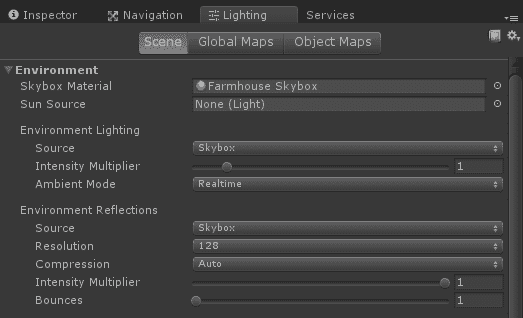 Inspector Navigation Lighting Services
Scene Global Maps Object Maps
Environment
Skybox Material Farmhouse Skybox
Sun Source None (Light)
Environment Lighting
Source Skybox
Intensity Multiplier 1
Ambient Mode Realtime
Environment Reflections
Source Skybox
Resolution 128
Compression Auto
Intensity Multiplier 1
Bounces 1